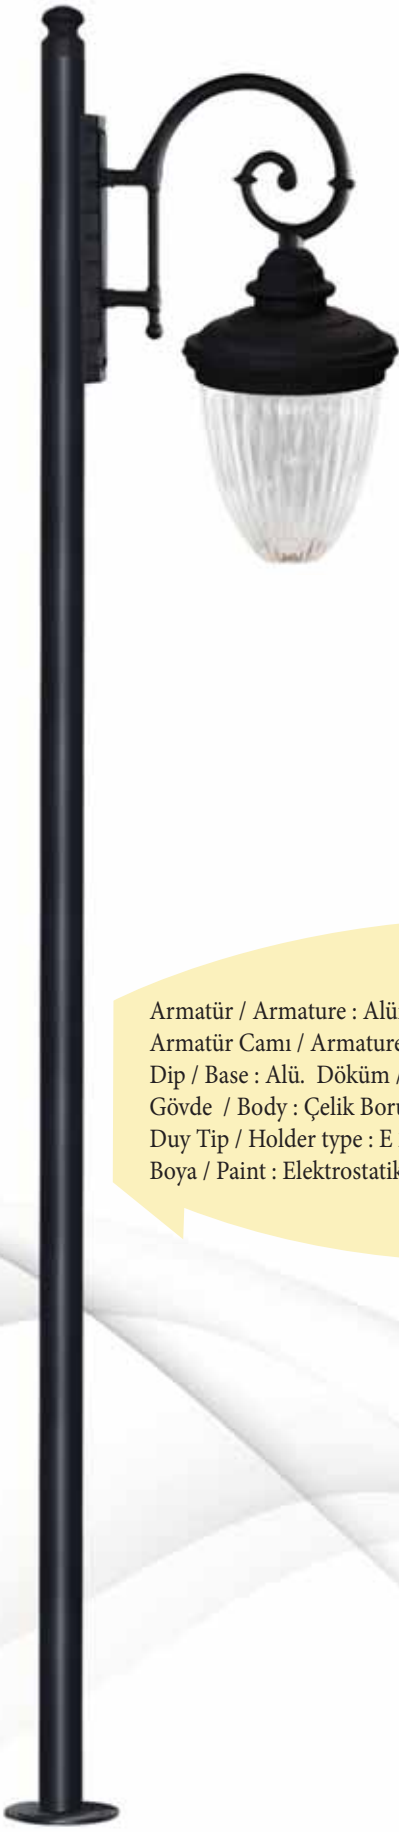 Armatür / Armature : Alü
Armatür Camı / Armature
Dip / Base : Alü. Döküm /
Gövde / Body : Çelik Boru
Duy Tip / Holder type : E
Boya / Paint : Elektrostatik